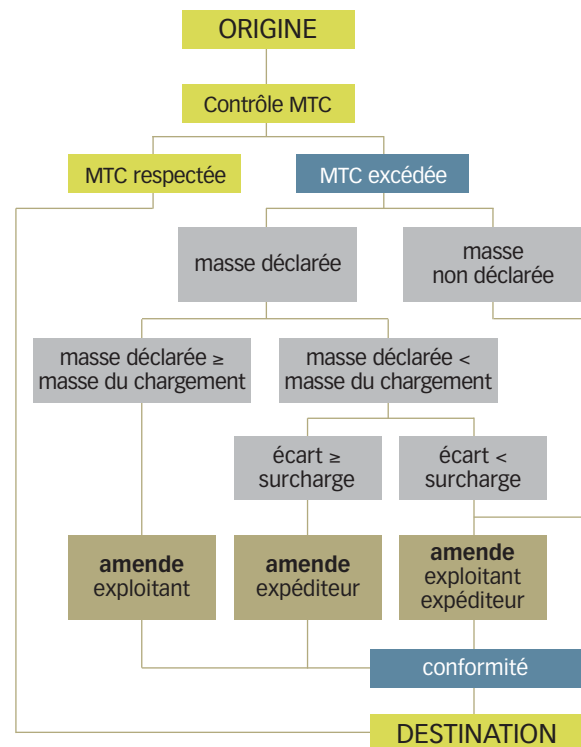 ORIGINE
Contrôle MTC
MTC respectée
MTC excédée
masse déclarée
masse
non déclarée
masse déclarée ≥
masse du chargement
masse déclarée <
masse du chargement
écart ≥
surcharge
écart <
surcharge
amende
exploitant
amende
expéditeur
amende
exploitant
expéditeur
conformité
DESTINATION